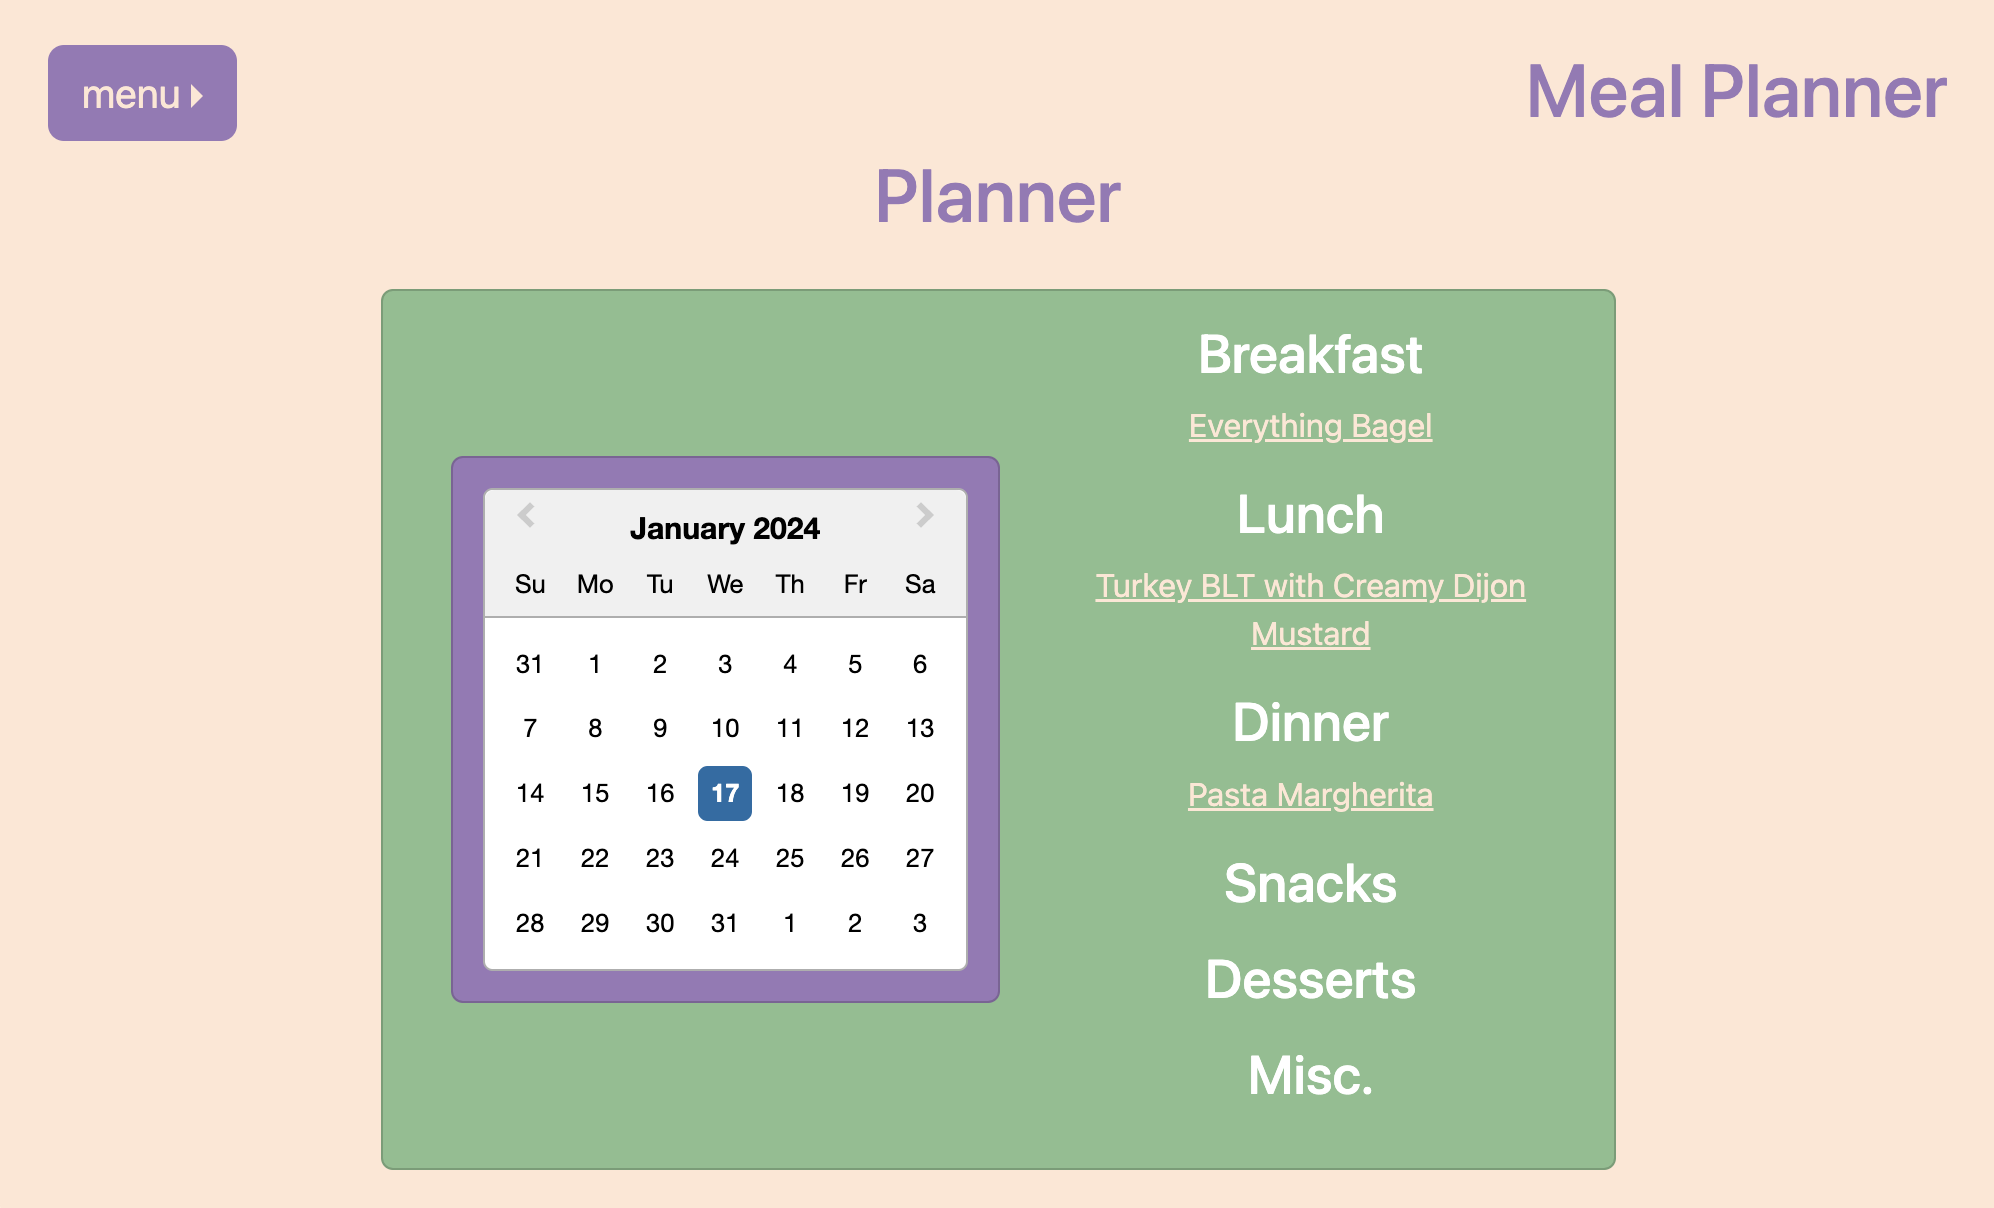 menu
Meal Planner
Planner
January 2024
Su Mo Tu We Th Fr Sa
31 1 2 3 4 5 6
7 8 9 10 11 12 13
14 15 16 17 18 19 20
21 22 23 24 25 26 27
28 29 30 31 1 2 3
Breakfast
Everything Bagel
Lunch
Turkey BLT with Creamy Dijon
Mustard
Dinner
Pasta Margherita
Snacks
Desserts
Misc.